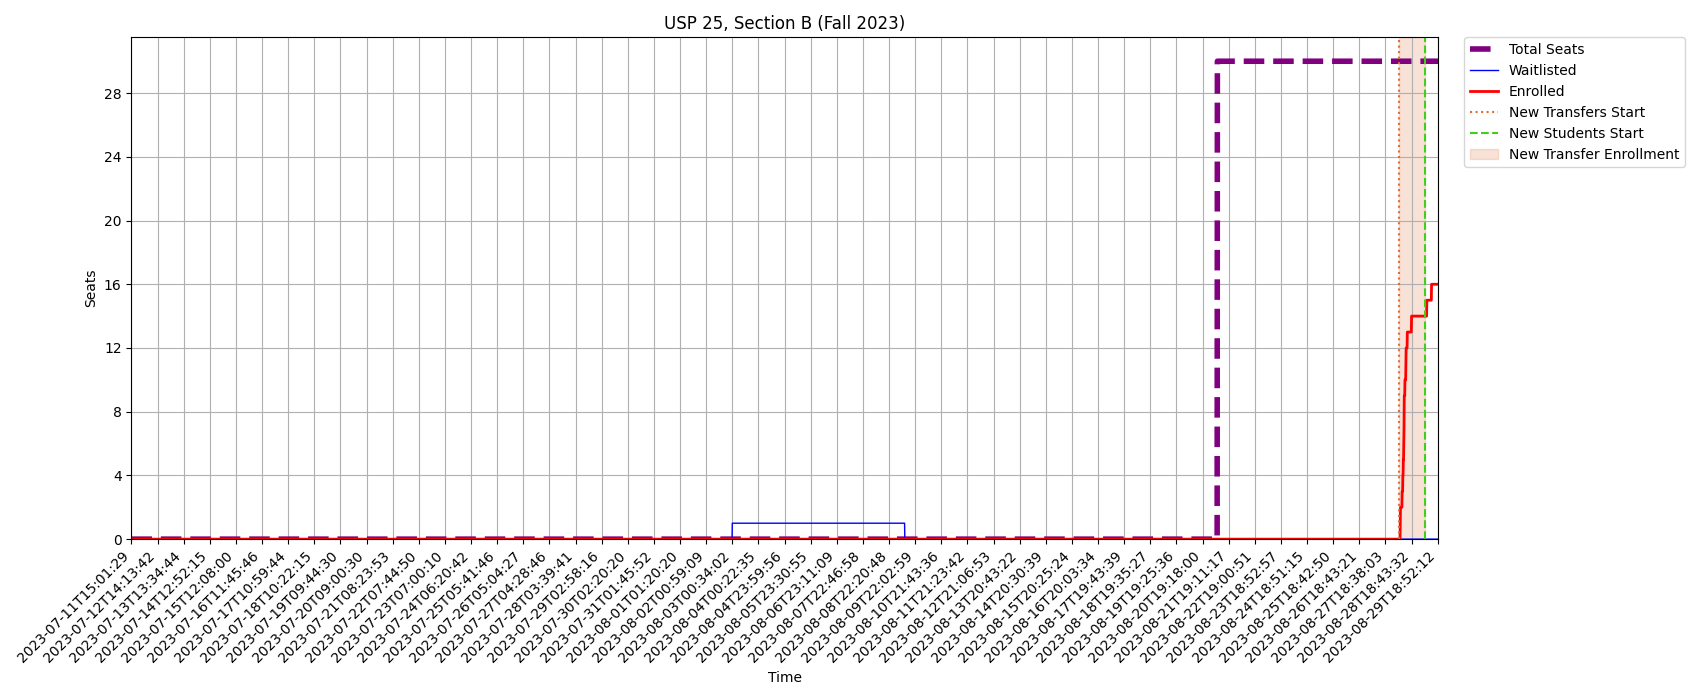 USP 25, Section B (Fall 2023)
Total Seats
Waitlisted
Enrolled
New Transfers Start
New Students Start
New Transfer Enrollment
Seats
28
24
20
16
12
8
4
0
2023-07-11T15:01:29
2023-07-12T14:13:42
2023-07-13T13:34:44
2023-07-14T12:52:15
2023-07-15T12:08:00
2023-07-16T11:45:46
2023-07-17T10:59:44
2023-07-18T10:22:15
2023-07-19T09:44:30
2023-07-20T09:00:30
2023-07-21T08:23:53
2023-07-22T07:44:50
2023-07-23T07:00:10
2023-07-24T06:20:42
2023-07-25T05:41:46
2023-07-26T05:04:27
2023-07-27T04:28:46
2023-07-28T03:39:41
2023-07-29T02:58:16
2023-07-30T02:20:20
2023-07-31T01:45:52
2023-08-01T01:20:20
2023-08-02T00:59:09
2023-08-03T00:34:02
2023-08-04T00:22:35
2023-08-04T23:59:56
2023-08-05T23:30:55
2023-08-06T23:11:09
2023-08-07T22:46:58
2023-08-08T22:20:48
2023-08-09T22:02:59
2023-08-10T21:43:36
2023-08-11T21:23:42
2023-08-12T21:06:53
2023-08-13T20:43:22
2023-08-14T20:30:39
2023-08-15T20:25:24
2023-08-16T20:03:34
2023-08-17T19:43:39
2023-08-18T19:35:27
2023-08-19T19:25:36
2023-08-20T19:18:00
2023-08-21T19:11:17
2023-08-22T19:00:51
2023-08-23T18:52:57
2023-08-24T18:51:15
2023-08-25T18:42:50
2023-08-26T18:43:21
2023-08-27T18:38:03
2023-08-28T18:43:32
2023-08-29T18:52:12
Time